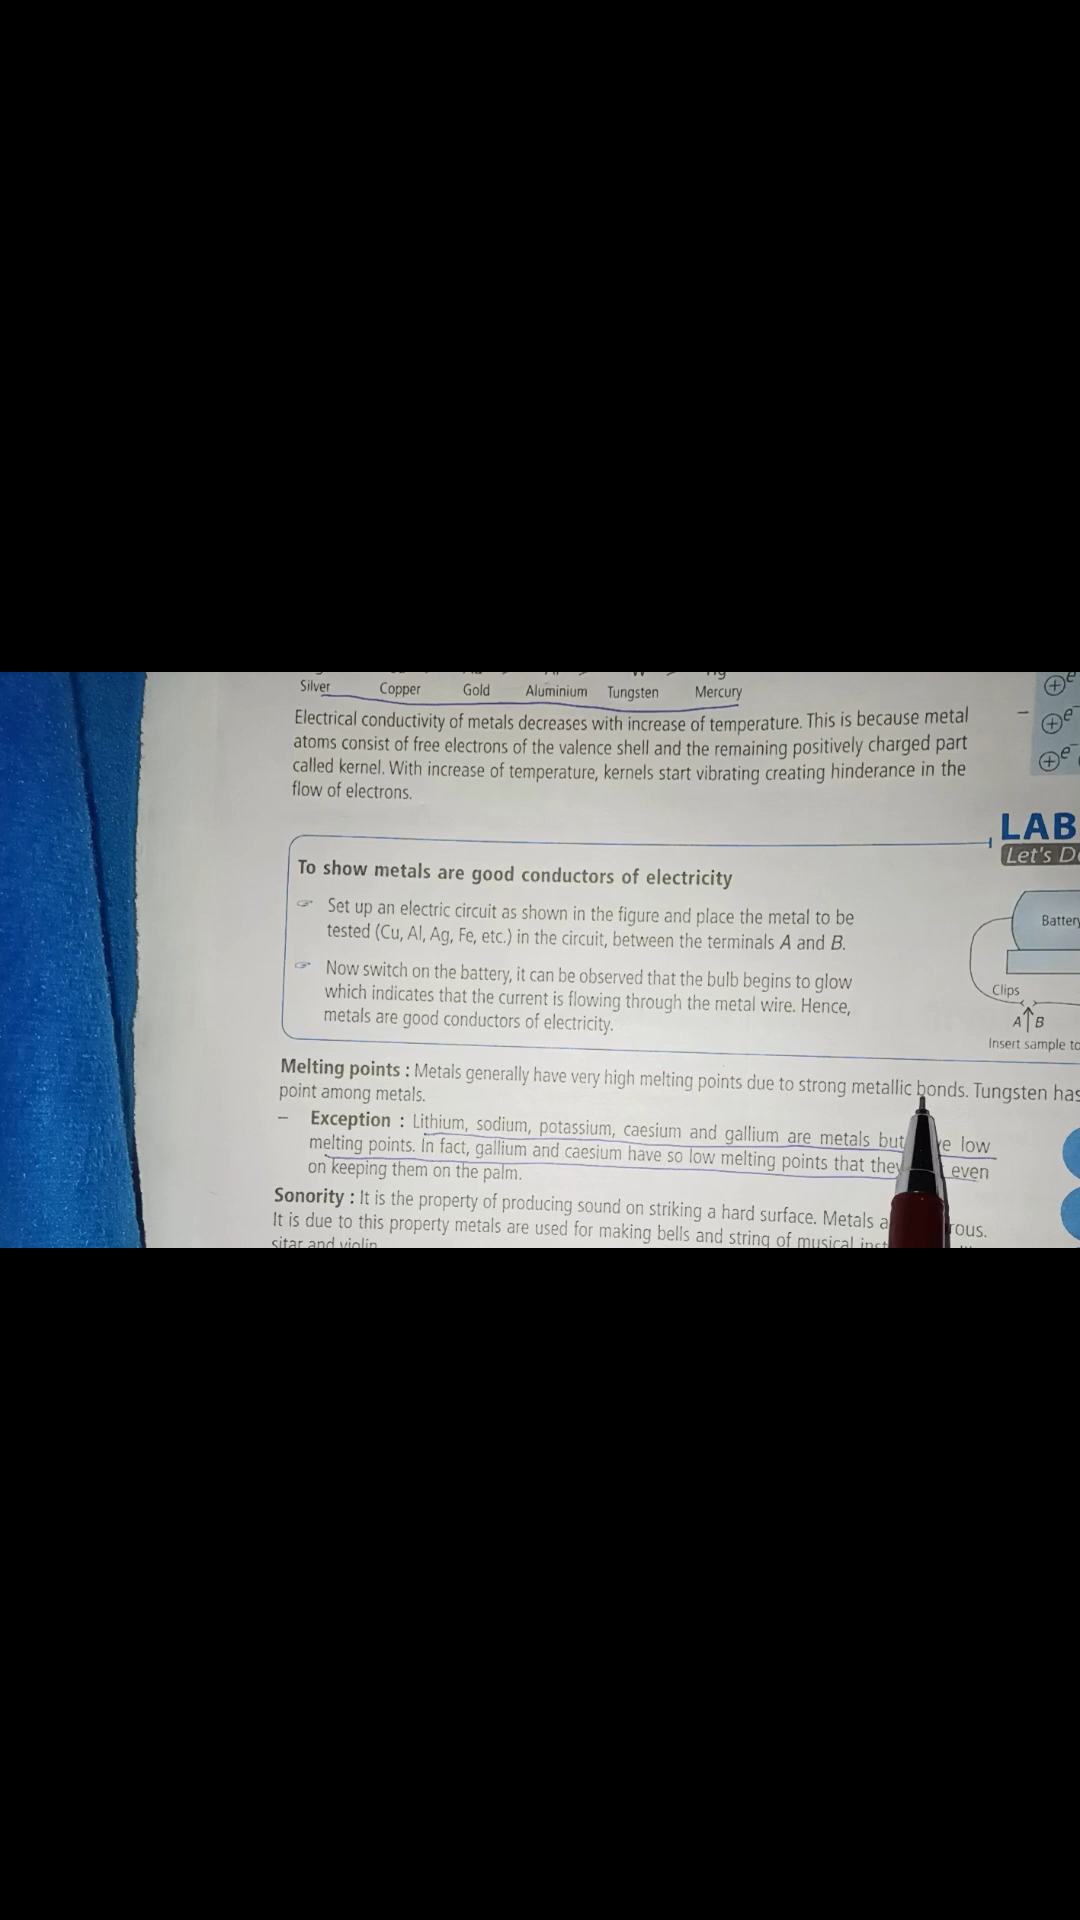 Silver Copper Gold Aluminium Tungsten Mercury
Electrical conductivity of metals decreases with increase of temperature. This is because metal
atoms consist of free electrons of the valence shell and the remaining positively charged part
called kernel. With increase of temperature, kernels start vibrating creating hinderance in the
flow of electrons.
e
– e⁻
e⁻
LAB
Let's
To show metals are good conductors of electricity
☞ Set up an electric circuit as shown in the figure and place the metal to be
tested (Cu, Al, Ag, Fe, etc.) in the circuit, between the terminals A and B.
☞ Now switch on the battery, it can be observed that the bulb begins to glow
which indicates that the current is flowing through the metal wire. Hence,
metals are good conductors of electricity.
Battery
Clips
A B
Insert sample to
Melting points : Metals generally have very high melting points due to strong metallic bonds. Tungsten has
point among metals.
– Exception : Lithium, sodium, potassium, caesium and gallium are metals but low
melting points. In fact, gallium and caesium have so low melting points that they even
on keeping them on the palm.
Sonority : It is the property of producing sound on striking a hard surface. Metals
It is due to this property metals are used for making bells and string of musical
sitar and violin